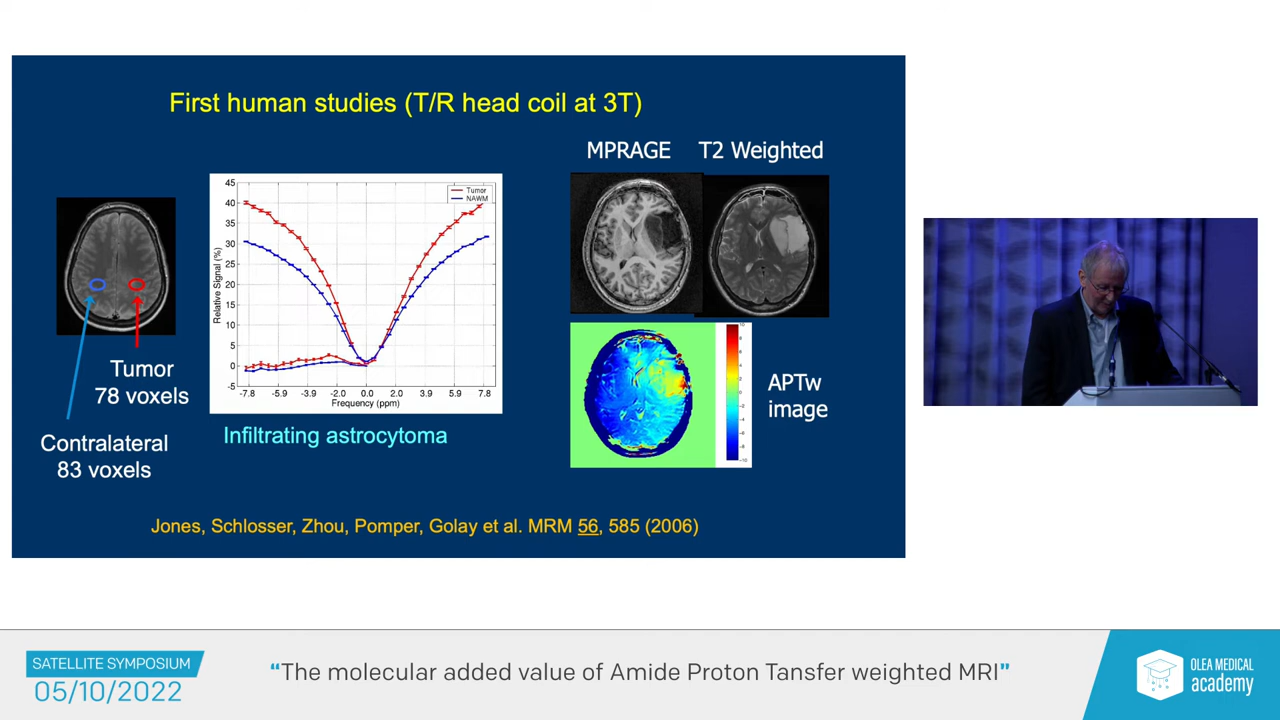 First human studies (T/R head coil at 3T)
MPRAGE
T2 Weighted
45
40
35
30
25
20
15
10
5
0
-5
Relative Signal (%)
Tumor
NAWM
-7.8 -5.9 -3.9 -2.0 0.0 2.0 3.9 5.9 7.8
Frequency (ppm)
Tumor
78 voxels
Contralateral
83 voxels
Infiltrating astrocytoma
APTw
image
Jones, Schlosser, Zhou, Pomper, Golay et al. MRM 56, 585 (2006)
SATELLITE SYMPOSIUM
05/10/2022
“The molecular added value of Amide Proton Tansfer weighted MRI”
OLEA MEDICAL
academy